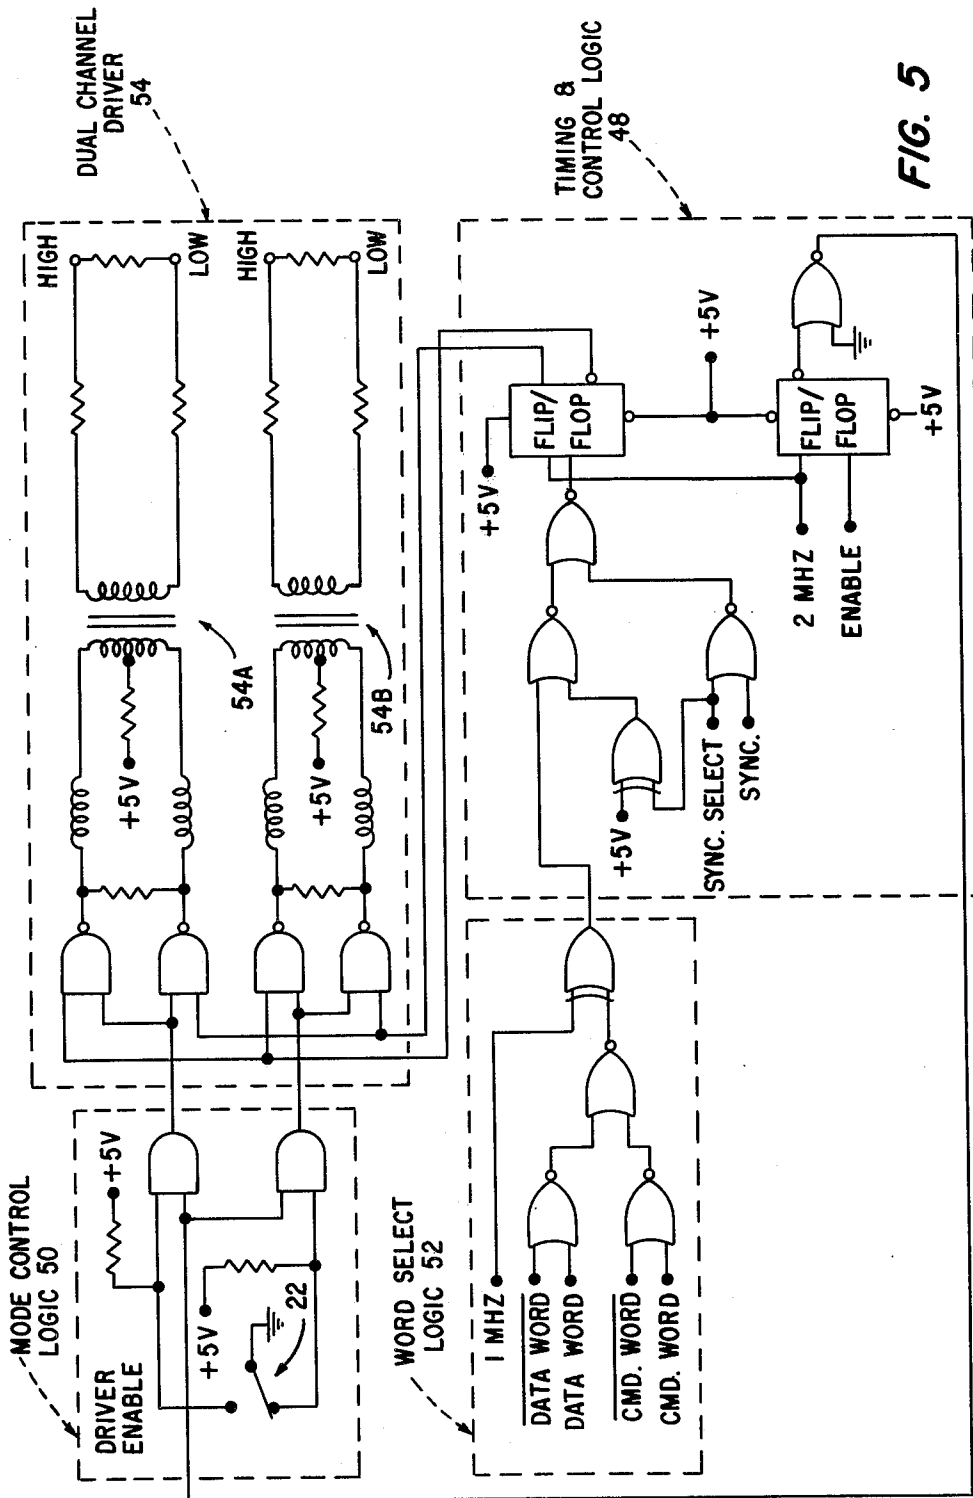 MODE CONTROL
LOGIC 50
DRIVER
ENABLE
+5V
+5V
22
DUAL CHANNEL
DRIVER
54
+5V
54A
HIGH
LOW
+5V
54B
HIGH
LOW
WORD SELECT
LOGIC 52
1 MHZ
DATA WORD
DATA WORD
CMD. WORD
CMD. WORD
TIMING &
CONTROL LOGIC
48
+5V
SYNC. SELECT
SYNC.
+5V
FLIP/
FLOP
+5V
2 MHZ
ENABLE
FLIP/
FLOP
+5V
FIG. 5